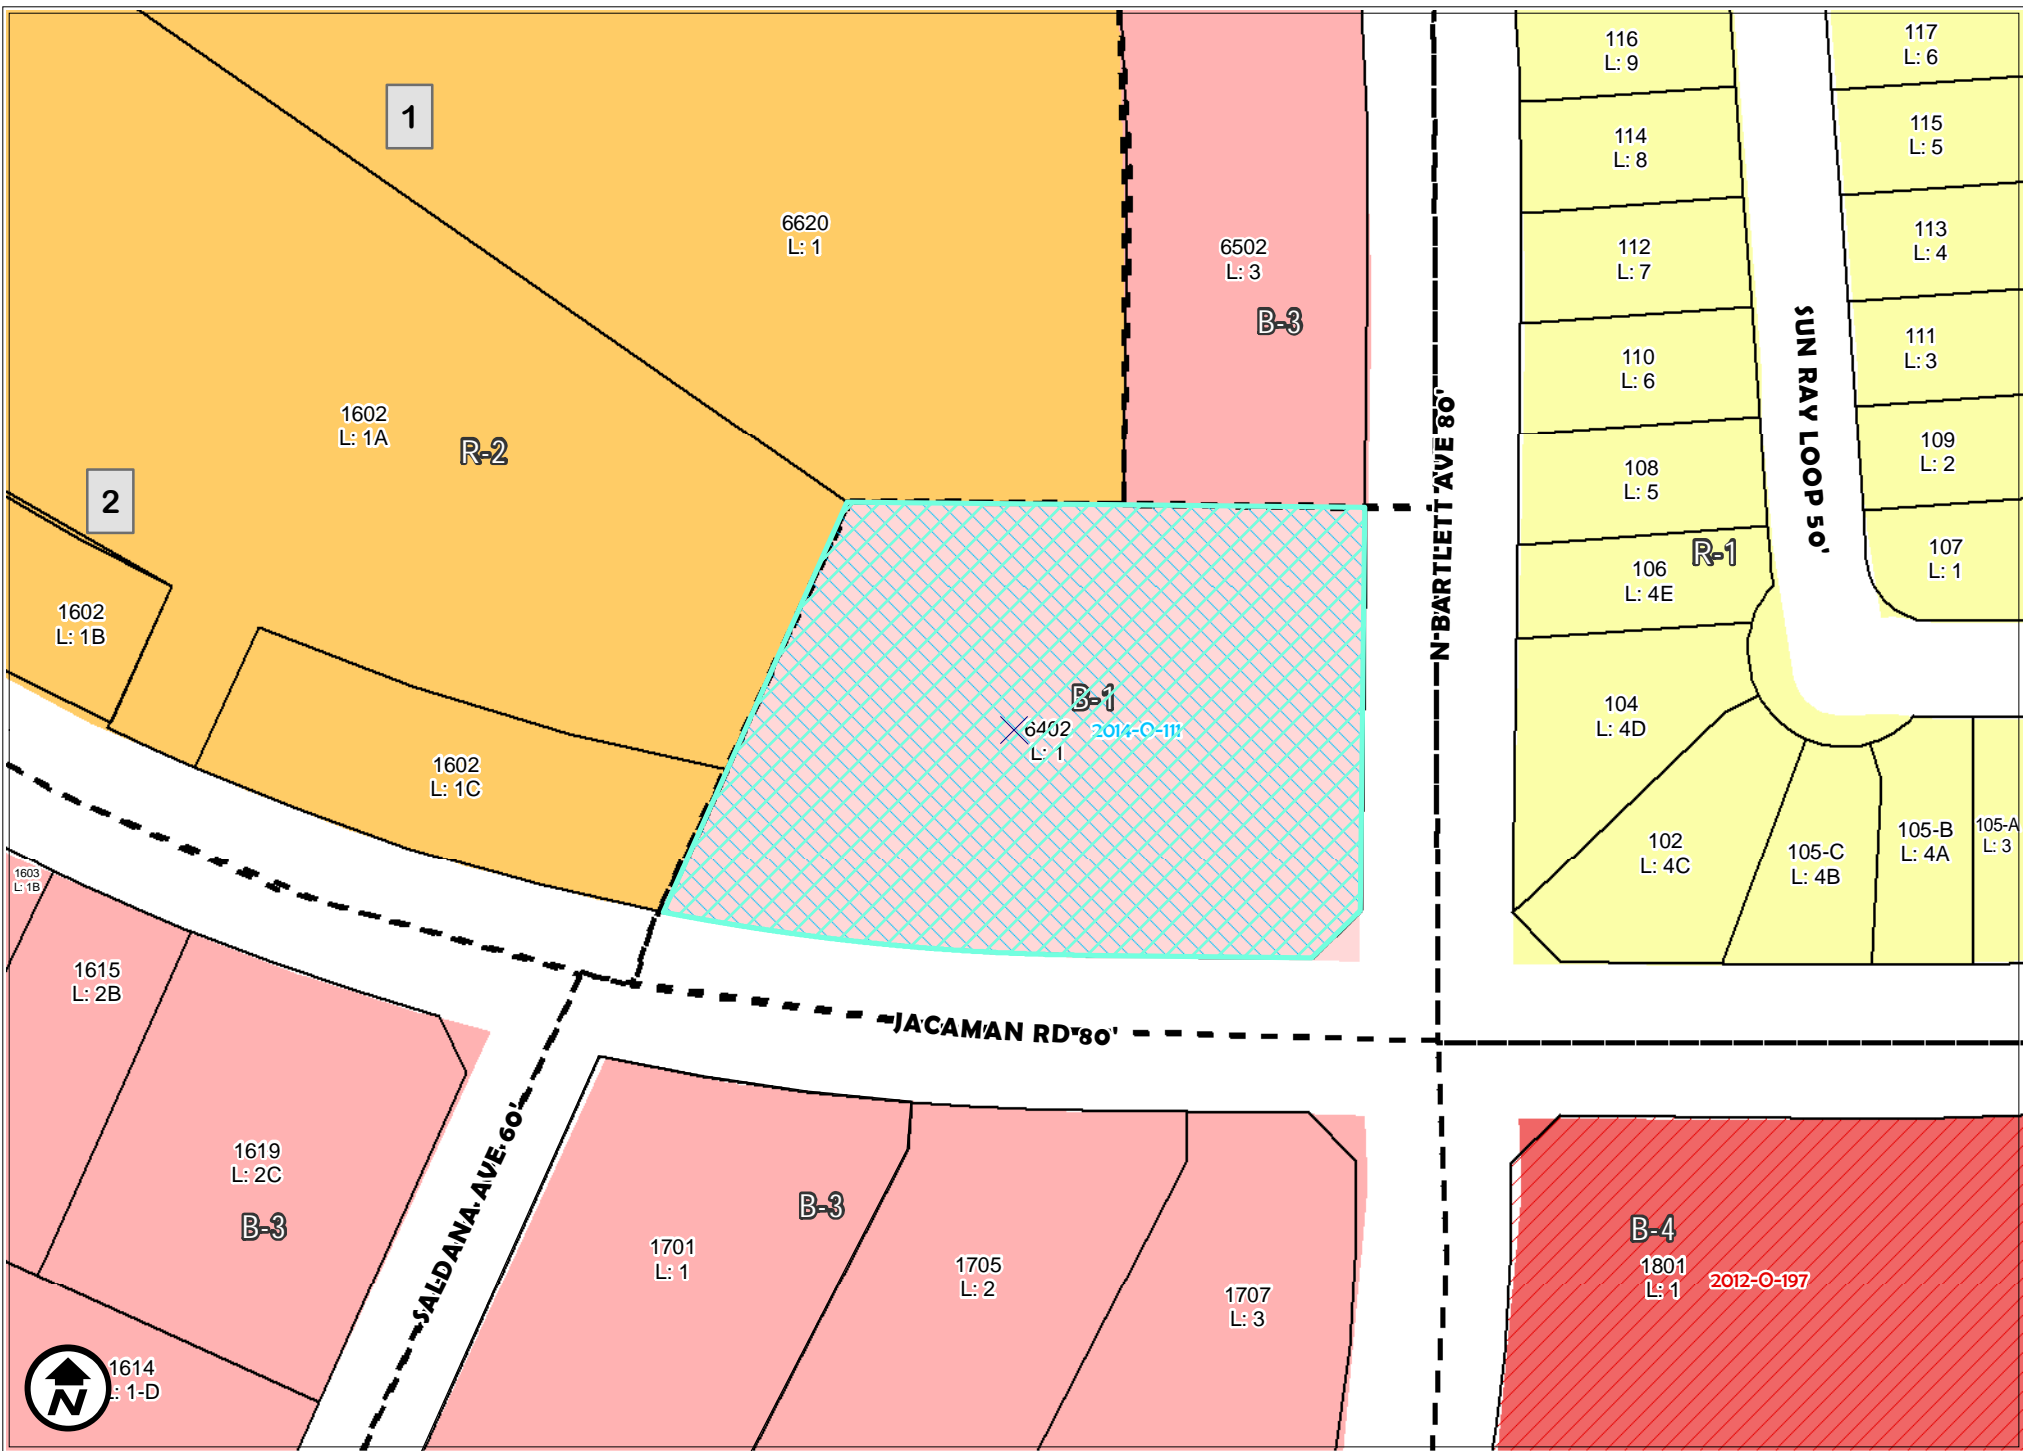 116
L: 9
117
L: 6
1
114
L: 8
115
L: 5
6620
L: 1
6502
L: 3
112
L: 7
113
L: 4
B-3
SUN RAY LOOP 50'
110
L: 6
111
L: 3
1602
L: 1A
R-2
N BARTLETT AVE 80'
108
L: 5
109
L: 2
2
R-1
106
L: 4E
107
L: 1
1602
L: 1B
B-1
6402
L: 1
2014-O-111
104
L: 4D
1602
L: 1C
102
L: 4C
105-C
L: 4B
105-B
L: 4A
105-A
L: 3
1603
L: 1B
1615
L: 2B
JACAMAN RD 80'
SALDANA AVE 60'
1619
L: 2C
B-3
B-3
1701
L: 1
1705
L: 2
1707
L: 3
B-4
1801
L: 1
2012-O-197
1614
L: 1-D
N